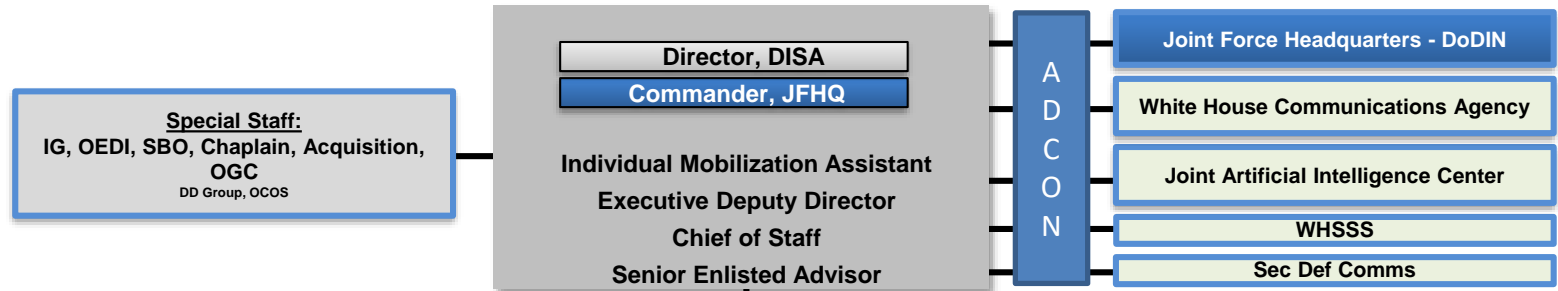 Special Staff:
IG, OEDI, SBO, Chaplain, Acquisition,
OGC
DD Group, OCOS
Director, DISA
Commander, JFHQ
Individual Mobilization Assistant
Executive Deputy Director
Chief of Staff
Senior Enlisted Advisor
A
D
C
O
N
Joint Force Headquarters - DoDIN
White House Communications Agency
Joint Artificial Intelligence Center
WHSSS
Sec Def Comms